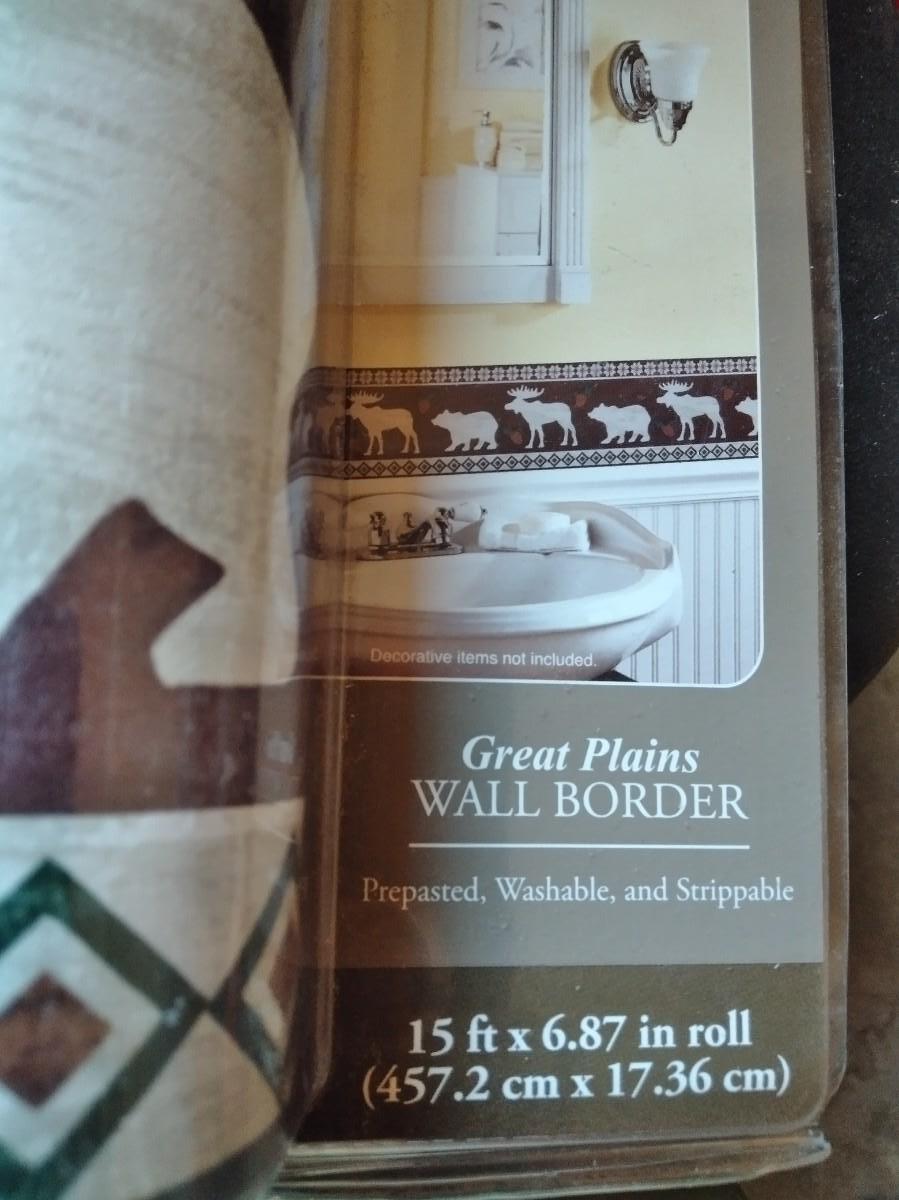 Decorative items not included.
Great Plains
WALL BORDER
Prepasted, Washable, and Strippable
15 ft x 6.87 in roll
(457.2 cm x 17.36 cm)